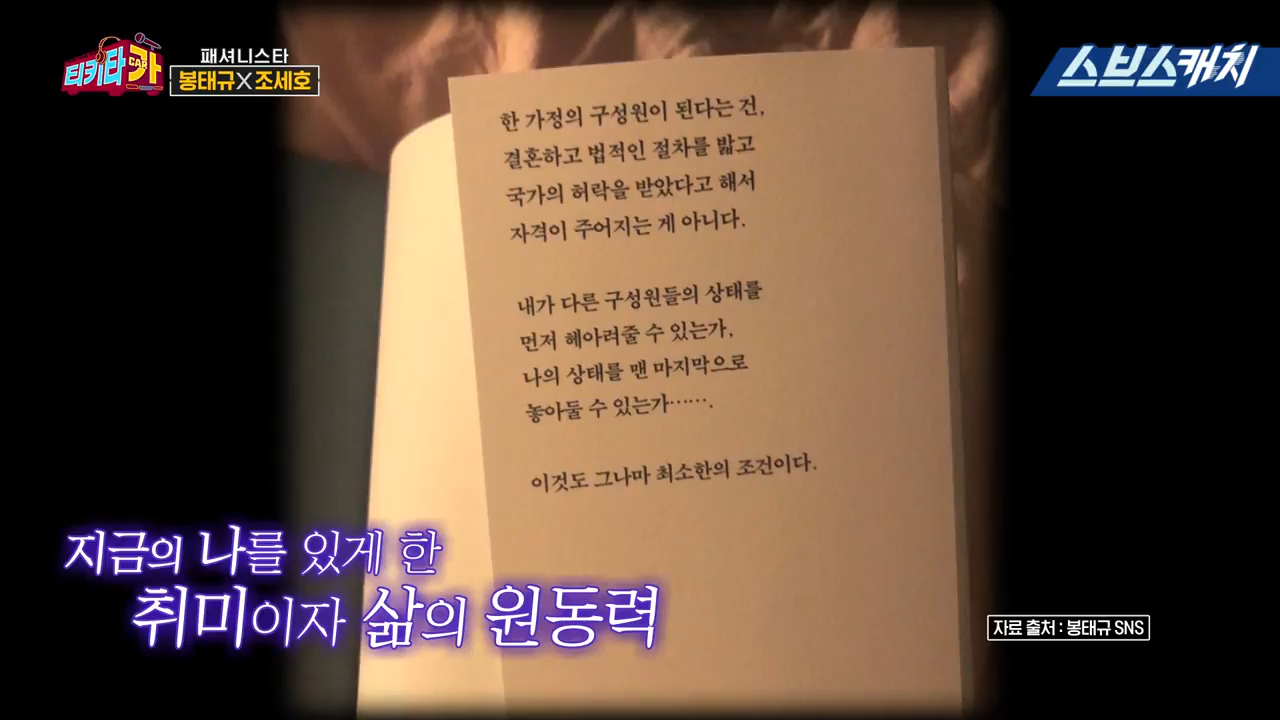 티키타카
CAR
패셔니스타
봉태규X조세호
스브스캐치
한 가정의 구성원이 된다는 건,
결혼하고 법적인 절차를 밟고
국가의 허락을 받았다고 해서
자격이 주어지는 게 아니다.
내가 다른 구성원들의 상태를
먼저 헤아려줄 수 있는가,
나의 상태를 맨 마지막으로
놓아둘 수 있는가…….
이것도 그나마 최소한의 조건이다.
지금의 나를 있게 한
취미이자 삶의 원동력
자료 출처 : 봉태규 SNS